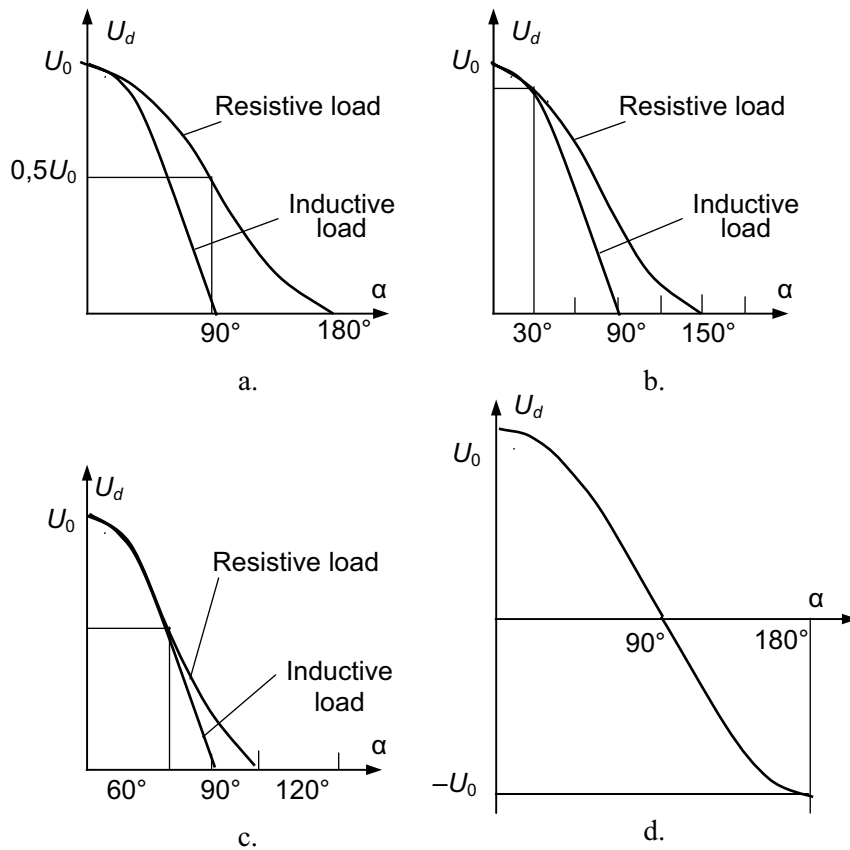 U_d
U_0
Resistive load
0,5U_0
Inductive
load
α
90°
180°
a.
U_d
U_0
Resistive load
Inductive
load
α
30°
90°
150°
b.
U_d
U_0
Resistive load
Inductive
load
α
60°
90°
120°
c.
U_d
U_0
α
90°
180°
–U_0
d.